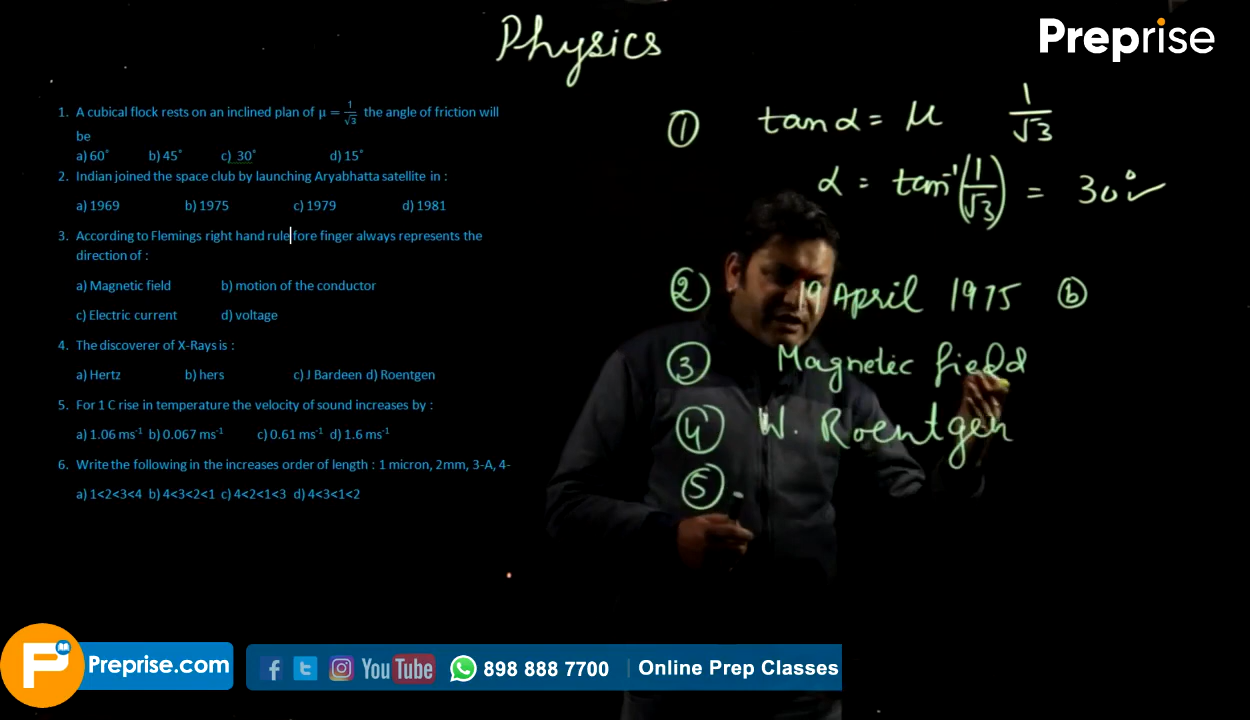 Physics
Preprise
1. A cubical flock rests on an inclined plan of μ = 1/√3 the angle of friction will
be
a) 60° b) 45° c) 30° d) 15°
2. Indian joined the space club by launching Aryabhatta satellite in :
a) 1969 b) 1975 c) 1979 d) 1981
3. According to Flemings right hand rule fore finger always represents the
direction of :
a) Magnetic field b) motion of the conductor
c) Electric current d) voltage
4. The discoverer of X-Rays is :
a) Hertz b) hers c) J Bardeen d) Roentgen
5. For 1 C rise in temperature the velocity of sound increases by :
a) 1.06 ms⁻¹ b) 0.067 ms⁻¹ c) 0.61 ms⁻¹ d) 1.6 ms⁻¹
6. Write the following in the increases order of length : 1 micron, 2mm, 3-A, 4-
a) 1<2<3<4 b) 4<3<2<1 c) 4<2<1<3 d) 4<3<1<2
① tan α = μ 1/√3
α = tan⁻¹(1/√3) = 30° ✓
② 19 April 1975 ⓑ
③ Magnetic field
④ W. Roentgen
⑤ -
Preprise.com
YouTube 898 888 7700 | Online Prep Classes